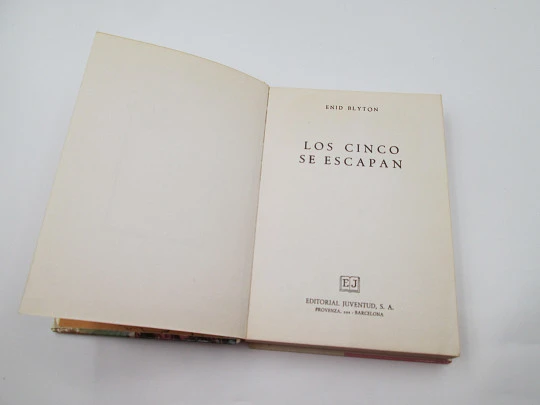 ENID BLYTON
LOS CINCO
SE ESCAPAN
EJ
EDITORIAL JUVENTUD, S. A.
PROVENZA, - BARCELONA